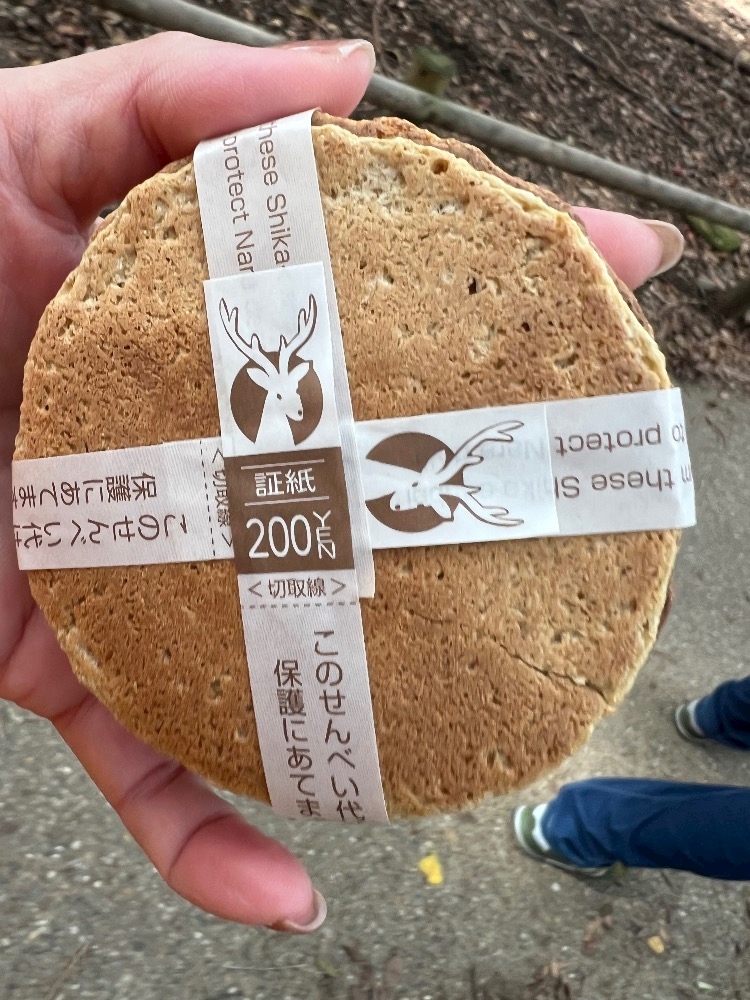 these Shika
protect Nar
証紙
200YEN
<切取線>
このせんべい代
保護にあてま
このせんべい代
保護にあてま
<切取線>
m these Shika
to protect Nara